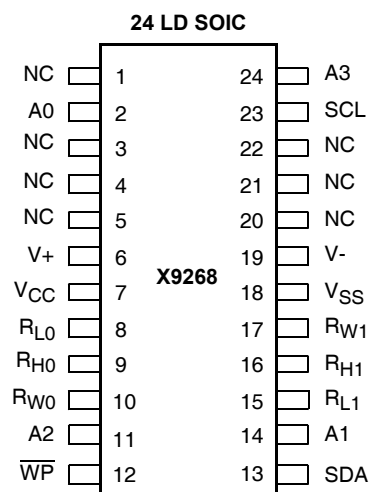 24 LD SOIC
NC 1 24 A3
A0 2 23 SCL
NC 3 22 NC
NC 4 21 NC
NC 5 20 NC
V+ 6 19 V-
VCC 7 X9268 18 VSS
RL0 8 17 RW1
RH0 9 16 RH1
RW0 10 15 RL1
A2 11 14 A1
W̅P̅ 12 13 SDA